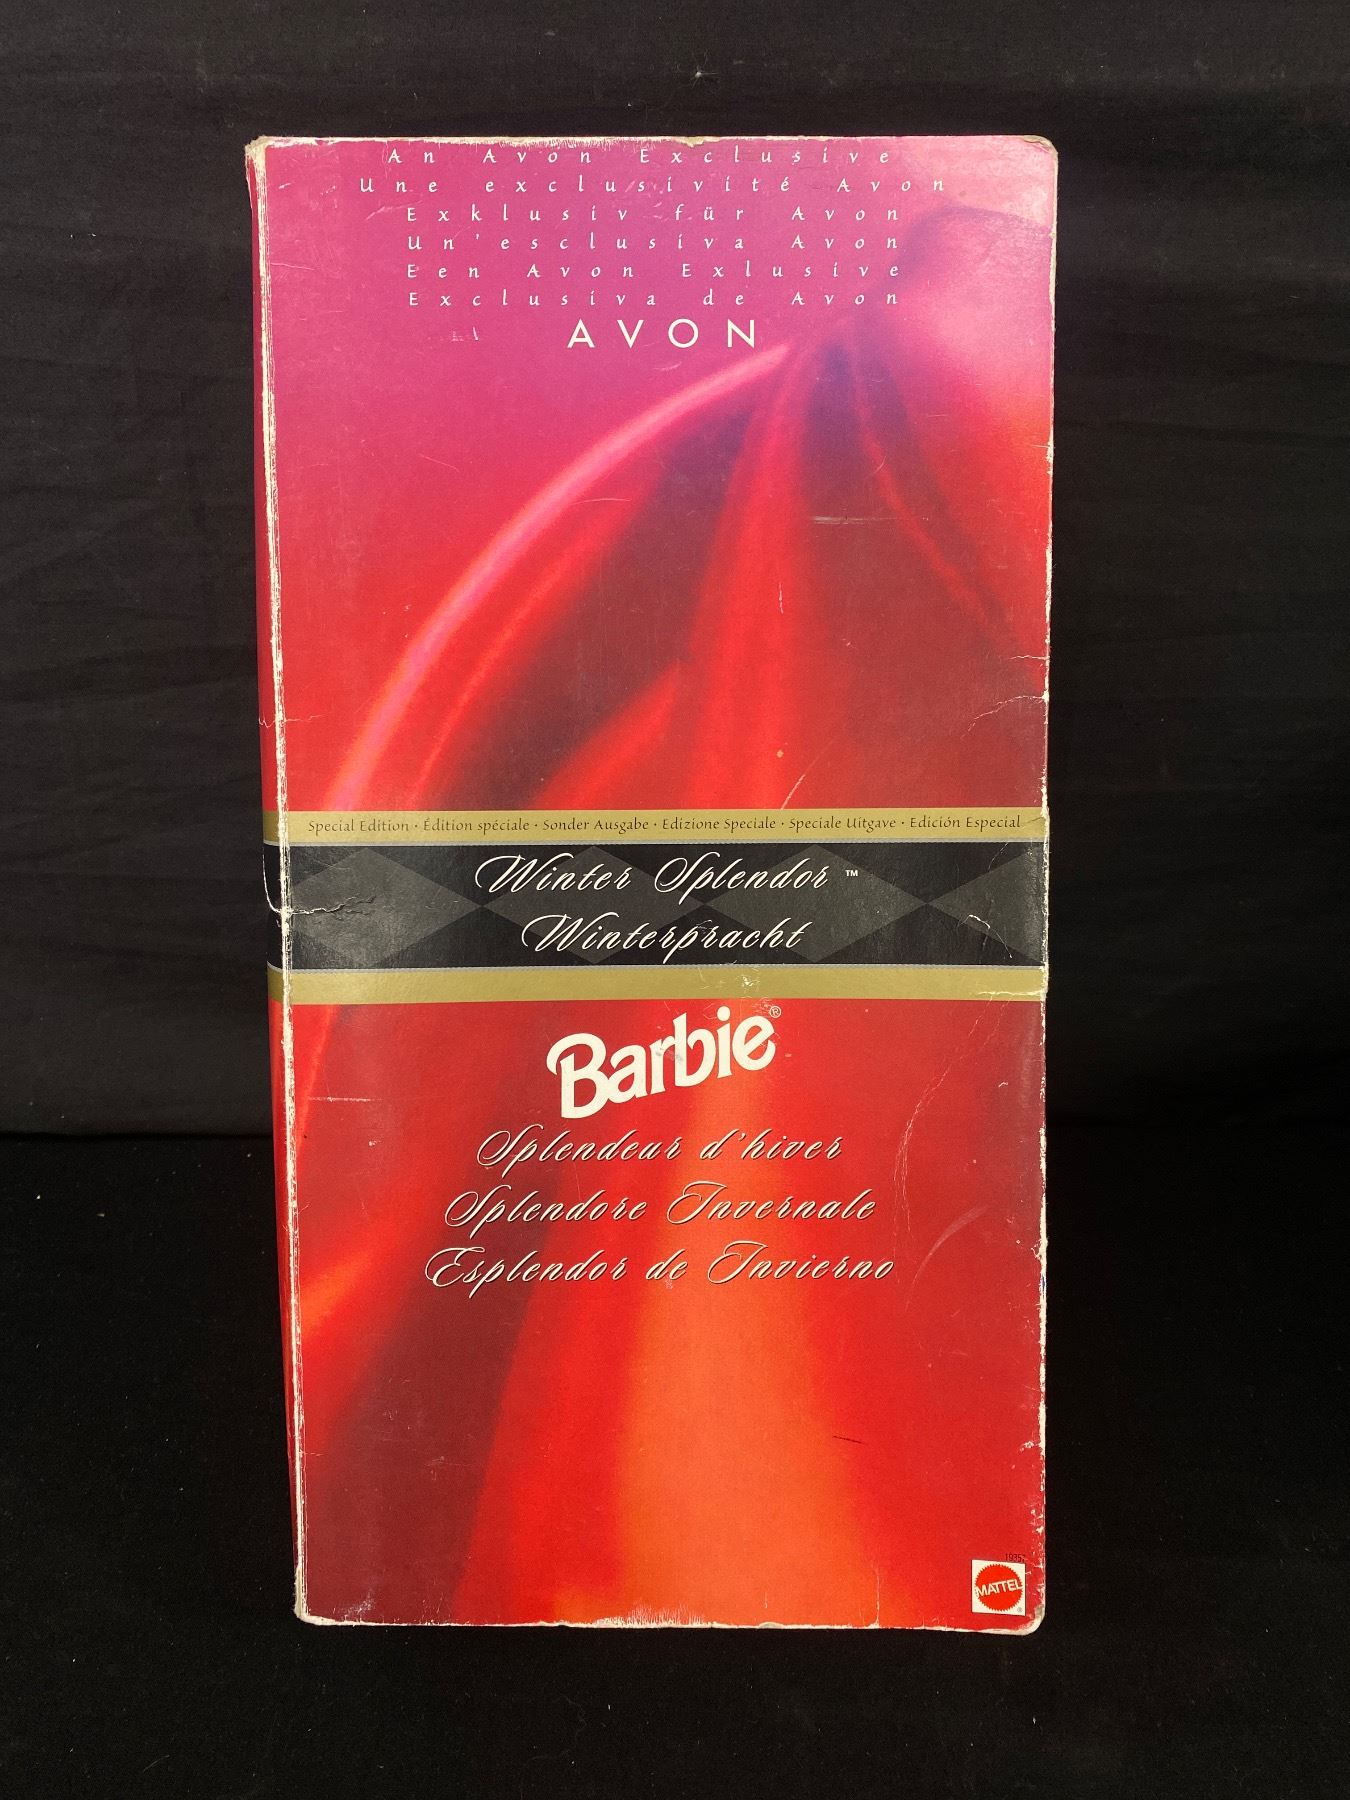 An Avon Exclusive
Une exclusivité Avon
Exklusiv für Avon
Un'esclusiva Avon
Een Avon Exlusive
Exclusiva de Avon
AVON
Special Edition · Édition spéciale · Sonder Ausgabe · Edizione Speciale · Speciale Uitgave · Edición Especial
Winter Splendor™
Winterpracht
Barbie®
Splendeur d'hiver
Splendore Invernale
Esplendor de Invierno
MATTEL